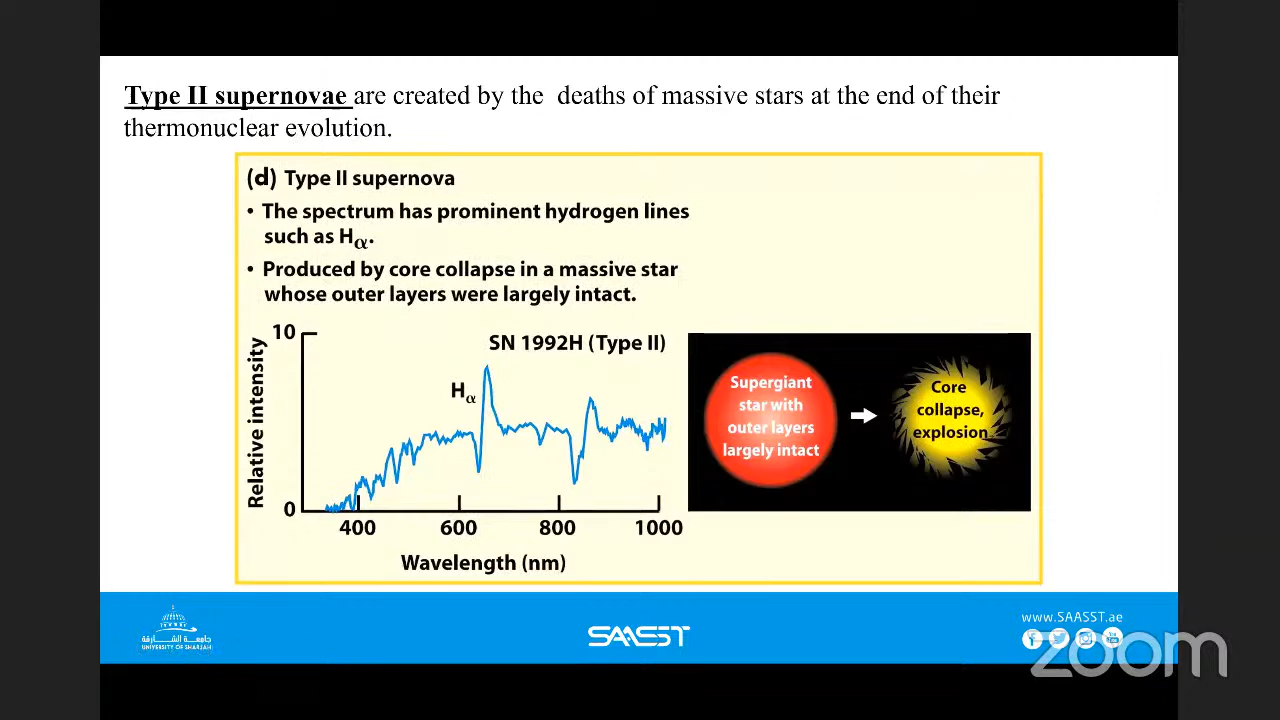 Type II supernovae are created by the deaths of massive stars at the end of their
thermonuclear evolution.
(d) Type II supernova
• The spectrum has prominent hydrogen lines
such as Hα.
• Produced by core collapse in a massive star
whose outer layers were largely intact.
10
SN 1992H (Type II)
Hα
Relative intensity
0
400 600 800 1000
Wavelength (nm)
Supergiant
star with
outer layers
largely intact
Core
collapse,
explosion
جامعة الشارقة
UNIVERSITY OF SHARJAH
SAASST
www.SAASST.ae
zoom